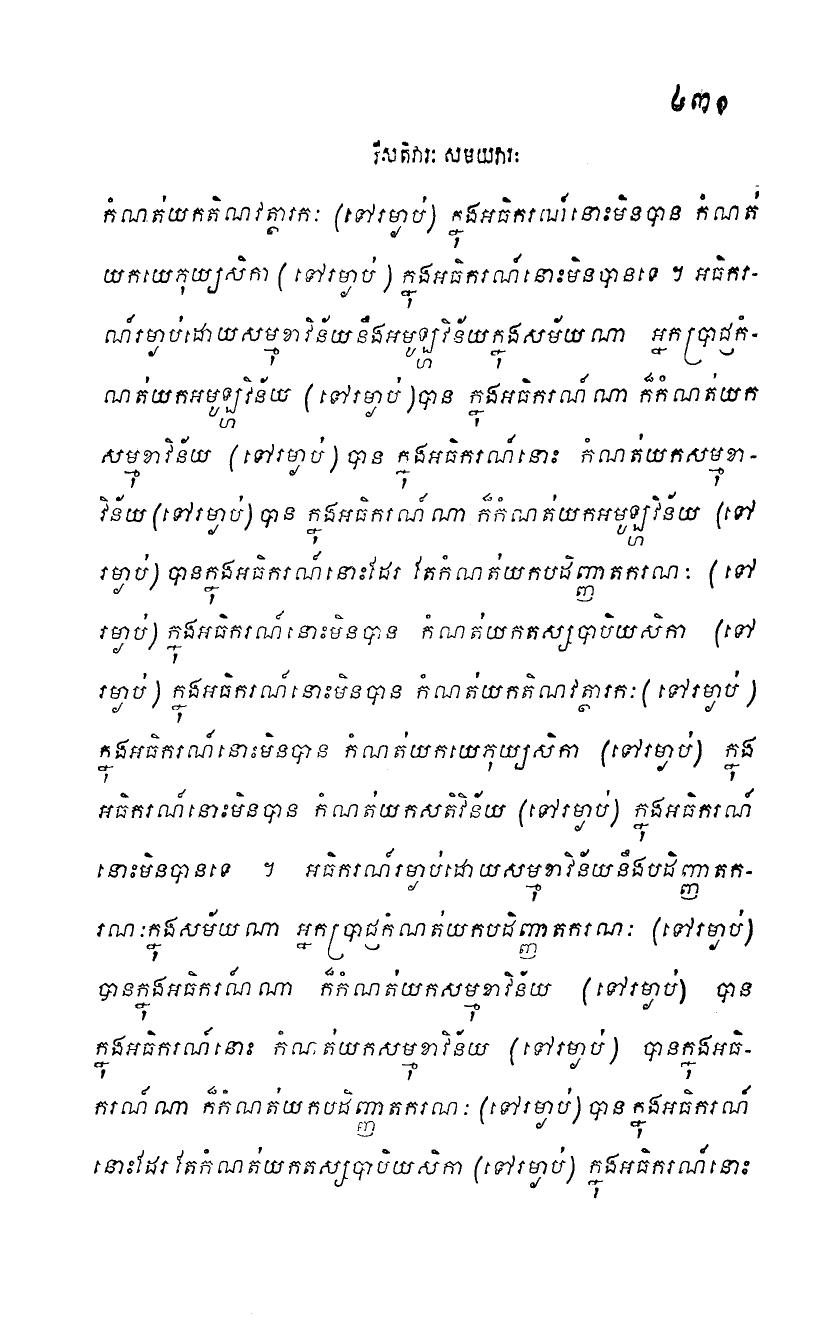 ៤៣១
វីសតិវារៈ សមយវារៈ
កំណត់យកតិណវត្ថារកៈ (ទៅរម្ងាប់) ក្នុងអធិករណ៍នោះមិនបាន កំណត់
យកយេភុយ្យសិកា (ទៅរម្ងាប់) ក្នុងអធិករណ៍នោះមិនបានទេ ។ អធិករ-
ណ៍រម្ងាប់ដោយសម្មុខាវិន័យនឹងអមូឡ្ហវិន័យក្នុងសម័យណា អ្នកប្រាជ្ញកំ-
ណត់យកអមូឡ្ហវិន័យ (ទៅរម្ងាប់)បាន ក្នុងអធិករណ៍ណា ក៏កំណត់យក
សម្មុខាវិន័យ (ទៅរម្ងាប់) បាន ក្នុងអធិករណ៍នោះ កំណត់យកសម្មុខា-
វិន័យ(ទៅរម្ងាប់) បាន ក្នុងអធិករណ៍ណា ក៏កំណត់យកអមូឡ្ហវិន័យ (ទៅ
រម្ងាប់) បានក្នុងអធិករណ៍នោះដែរ តែកំណត់យកបដិញ្ញាតករណៈ (ទៅ
រម្ងាប់) ក្នុងអធិករណ៍នោះមិនបាន កំណត់យកតស្សបាបិយសិកា (ទៅ
រម្ងាប់) ក្នុងអធិករណ៍នោះមិនបាន កំណត់យកតិណវត្ថារកៈ (ទៅរម្ងាប់)
ក្នុងអធិករណ៍នោះមិនបាន កំណត់យកយេភុយ្យសិកា (ទៅរម្ងាប់) ក្នុង
អធិករណ៍នោះមិនបាន កំណត់យកសតិវិន័យ (ទៅរម្ងាប់) ក្នុងអធិករណ៍
នោះមិនបានទេ ។ អធិករណ៍រម្ងាប់ដោយសម្មុខាវិន័យនឹងបដិញ្ញាតក-
រណៈក្នុងសម័យណា អ្នកប្រាជ្ញកំណត់យកបដិញ្ញាតករណៈ (ទៅរម្ងាប់)
បានក្នុងអធិករណ៍ណា ក៏កំណត់យកសម្មុខាវិន័យ (ទៅរម្ងាប់) បាន
ក្នុងអធិករណ៍នោះ កំណត់យកសម្មុខាវិន័យ (ទៅរម្ងាប់) បានក្នុងអធិ-
ករណ៍ណា ក៏កំណត់យកបដិញ្ញាតករណៈ (ទៅរម្ងាប់) បានក្នុងអធិករណ៍
នោះដែរ តែកំណត់យកតស្សបាបិយសិកា (ទៅរម្ងាប់) ក្នុងអធិករណ៍នោះ